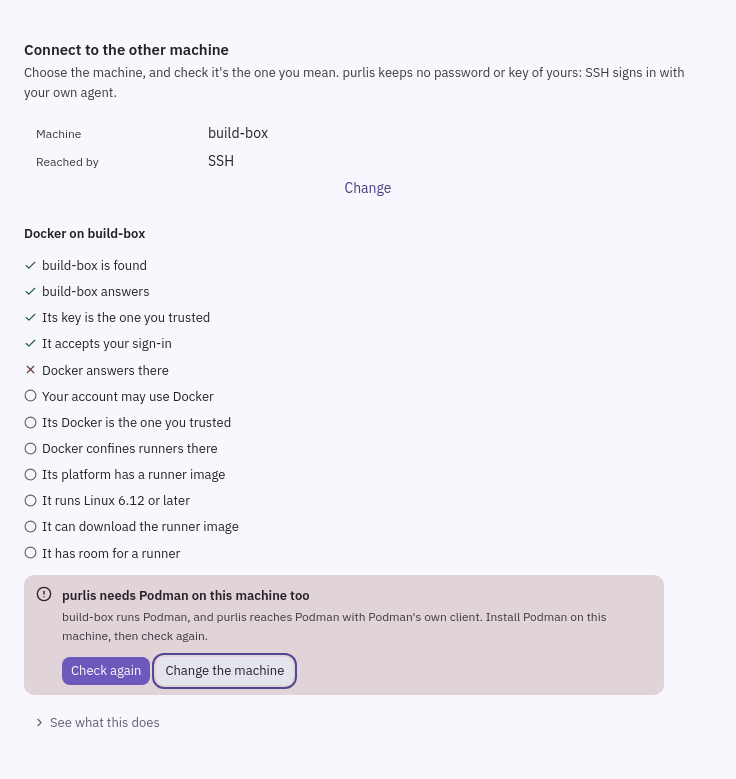 Connect to the other machine
Choose the machine, and check it's the one you mean. purlis keeps no password or key of yours: SSH signs in with
your own agent.
Machine build-box
Reached by SSH
Change
Docker on build-box
build-box is found
build-box answers
Its key is the one you trusted
It accepts your sign-in
Docker answers there
Your account may use Docker
Its Docker is the one you trusted
Docker confines runners there
Its platform has a runner image
It runs Linux 6.12 or later
It can download the runner image
It has room for a runner
purlis needs Podman on this machine too
build-box runs Podman, and purlis reaches Podman with Podman's own client. Install Podman on this
machine, then check again.
Check again Change the machine
See what this does